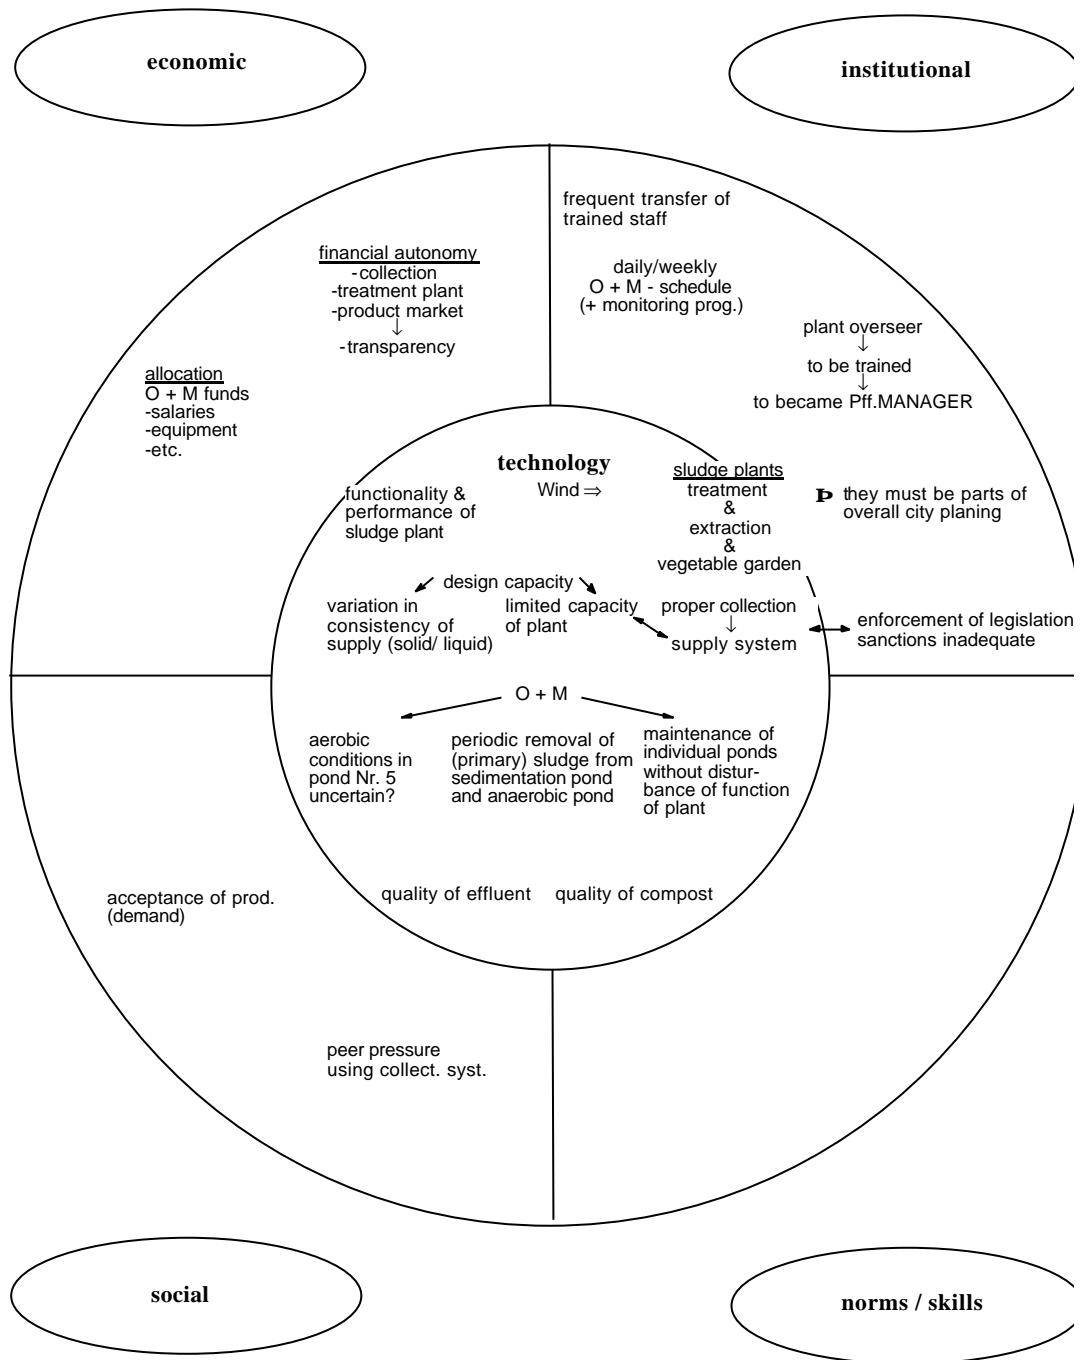 economic
institutional
frequent transfer of
trained staff
financial autonomy
-collection
-treatment plant
-product market
↓
-transparency
daily/weekly
O + M - schedule
(+ monitoring prog.)
plant overseer
↓
to be trained
↓
to became Pff.MANAGER
allocation
O + M funds
-salaries
-equipment
-etc.
technology
Wind ⇒
functionality &
performance of
sludge plant
sludge plants
treatment
&
extraction
&
vegetable garden
Þ they must be parts of
overall city planing
design capacity
variation in
consistency of
supply (solid/ liquid)
limited capacity
of plant
proper collection
↓
supply system
enforcement of legislation
sanctions inadequate
O + M
aerobic
conditions in
pond Nr. 5
uncertain?
periodic removal of
(primary) sludge from
sedimentation pond
and anaerobic pond
maintenance of
individual ponds
without distur-
bance of function
of plant
quality of effluent
quality of compost
acceptance of prod.
(demand)
peer pressure
using collect. syst.
social
norms / skills